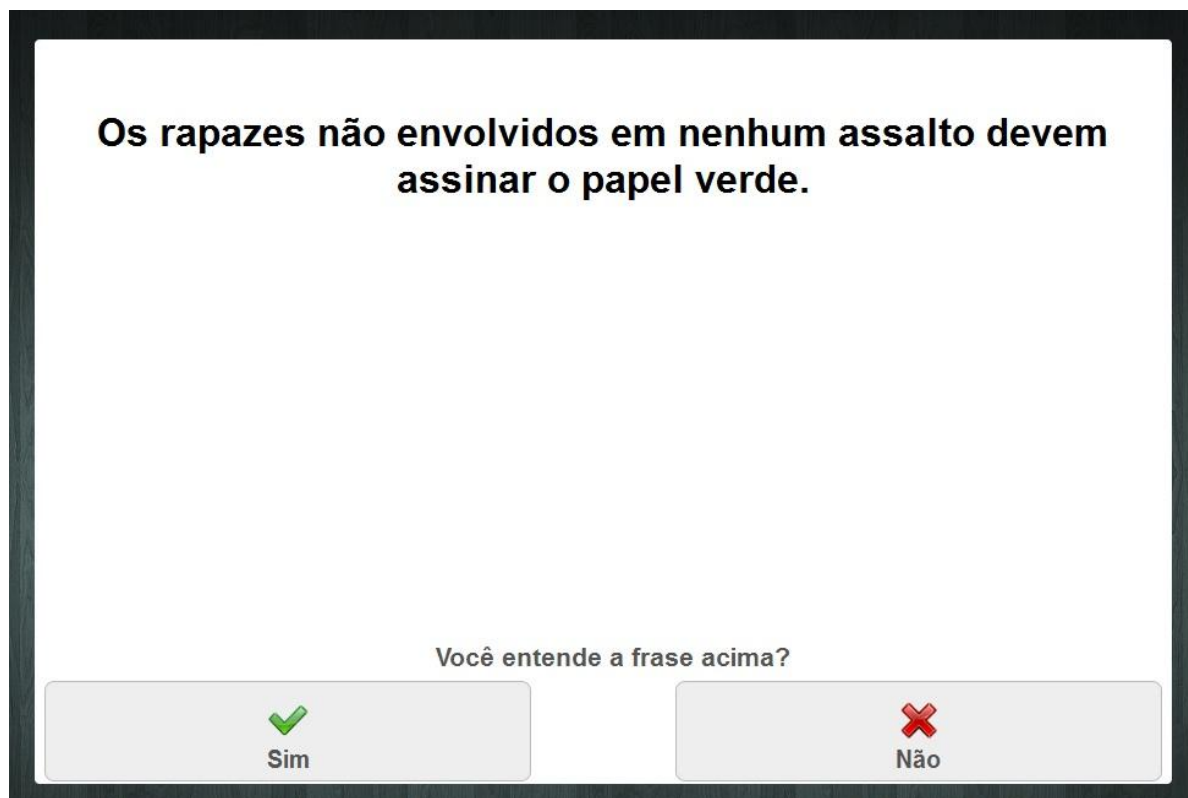 Os rapazes não envolvidos em nenhum assalto devem
assinar o papel verde.
Você entende a frase acima?
Sim
Não